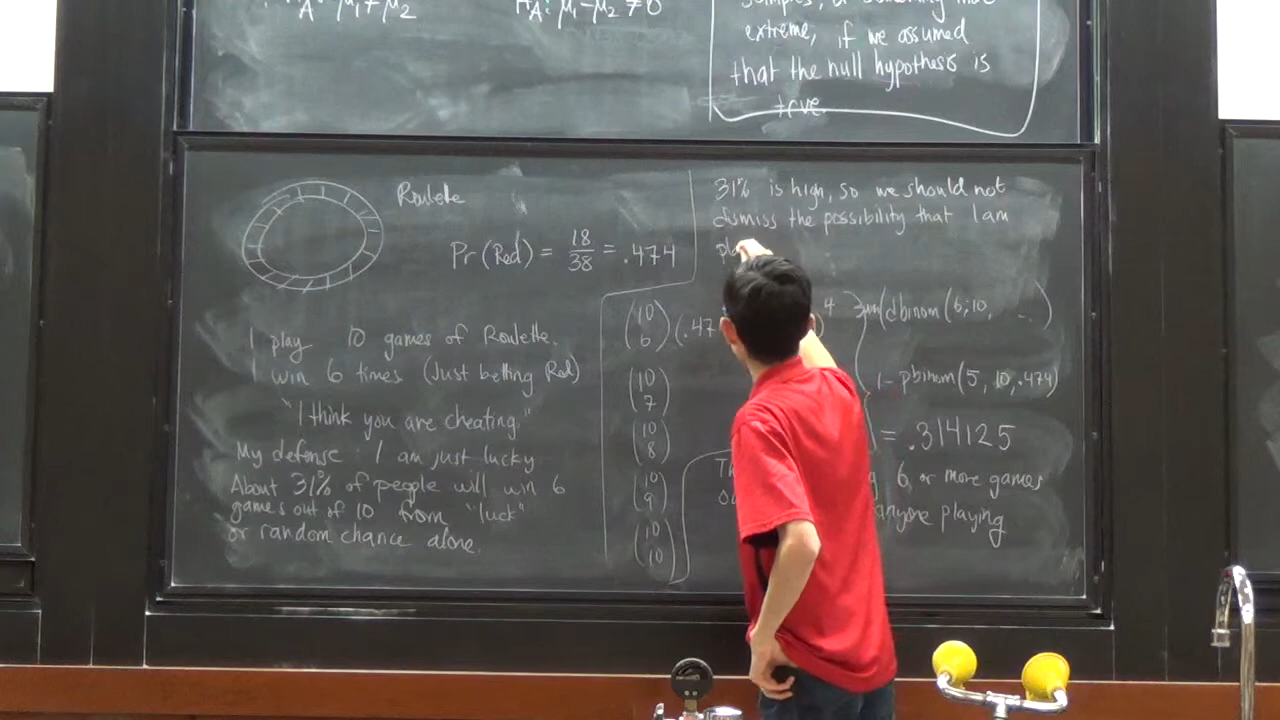 HA: μ1 ≠ μ2
HA: μ1-μ2 ≠ 0
extreme, if we assumed
that the null hypothesis is
true.
Roulette
Pr(Red) = 18/38 = .474
I play 10 games of Roulette.
I win 6 times (Just betting Red)
"I think you are cheating."
My defense: I am just lucky
About 31% of people will win 6
games out of 10 from "luck"
or random chance alone.
31% is high, so we should not
dismiss the possibility that I am
(10 6)(.47
4
(dbinom(6:10, ...)
(10 7)
1-pbinom(5, 10, .474)
(10 8)
= .314125
(10 9)
6, or more games
anyone playing
(10 10)